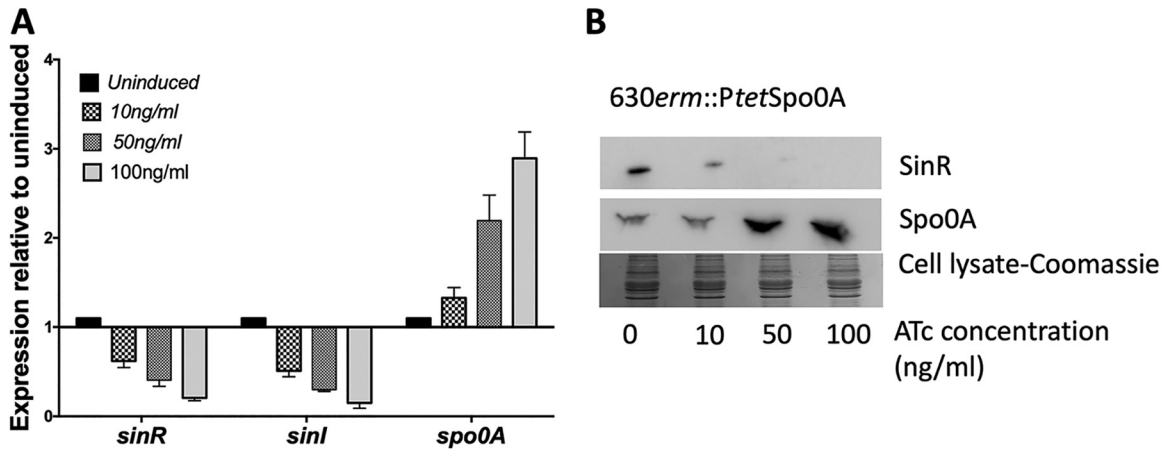 A
Expression relative to uninduced
4
3
2
1
0
Uninduced
10ng/ml
50ng/ml
100ng/ml
sinR sinI spo0A
B
630erm::PtetSpo0A
SinR
Spo0A
Cell lysate-Coomassie
0 10 50 100 ATc concentration
(ng/ml)